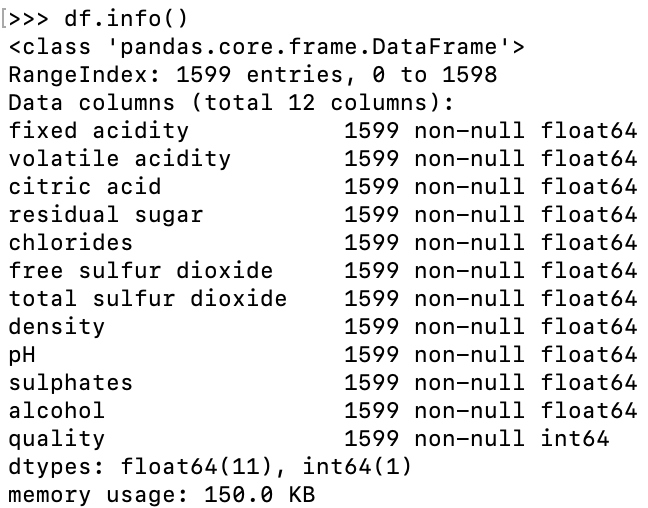 [>>> df.info()
<class 'pandas.core.frame.DataFrame'>
RangeIndex: 1599 entries, 0 to 1598
Data columns (total 12 columns):
fixed acidity           1599 non-null float64
volatile acidity        1599 non-null float64
citric acid             1599 non-null float64
residual sugar          1599 non-null float64
chlorides               1599 non-null float64
free sulfur dioxide     1599 non-null float64
total sulfur dioxide    1599 non-null float64
density                 1599 non-null float64
pH                      1599 non-null float64
sulphates               1599 non-null float64
alcohol                 1599 non-null float64
quality                 1599 non-null int64
dtypes: float64(11), int64(1)
memory usage: 150.0 KB